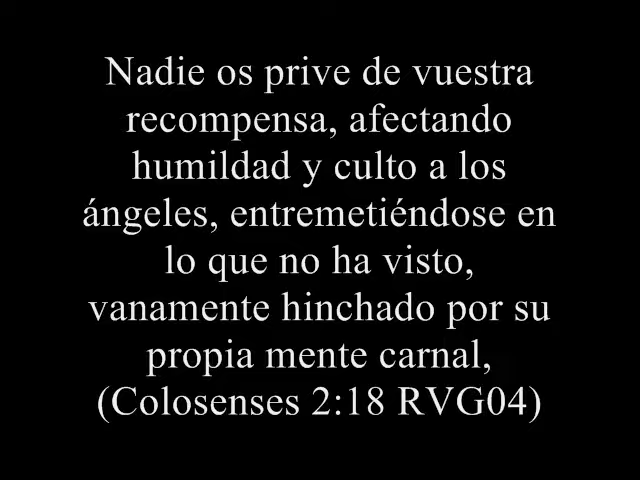 Nadie os prive de vuestra
recompensa, afectando
humildad y culto a los
ángeles, entremetiéndose en
lo que no ha visto,
vanamente hinchado por su
propia mente carnal,
(Colosenses 2:18 RVG04)